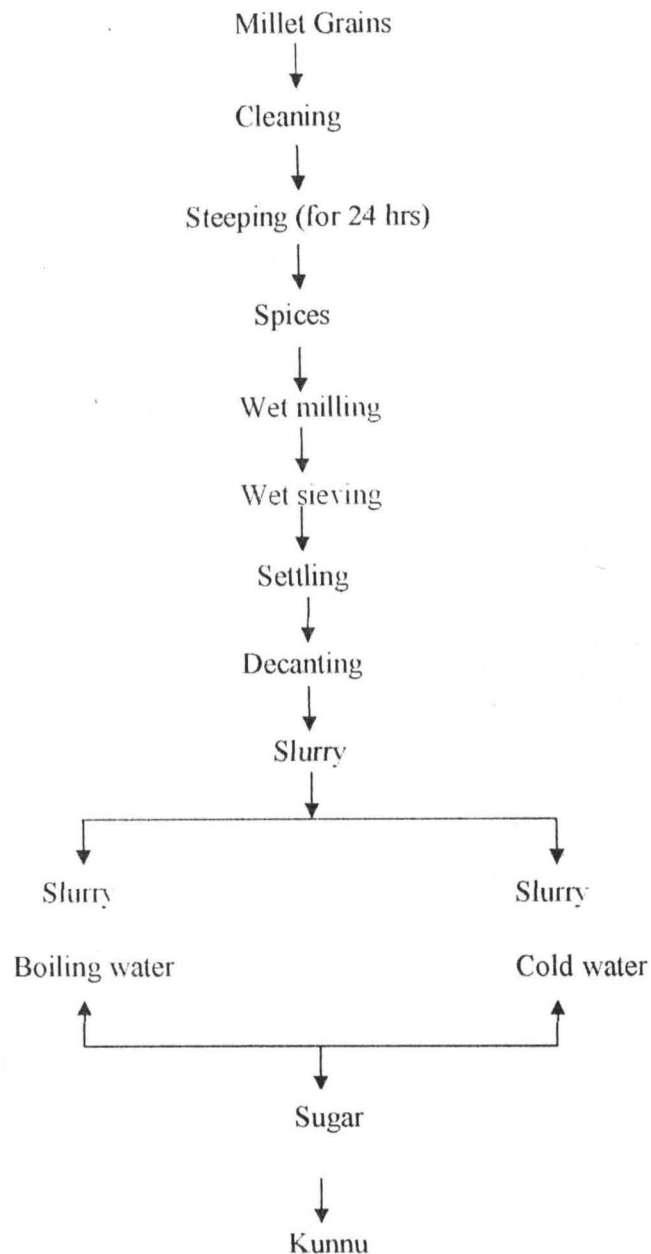 Millet Grains
Cleaning
Steeping (for 24 hrs)
Spices
Wet milling
Wet sieving
Settling
Decanting
Slurry
Slurry Slurry
Boiling water Cold water
Sugar
Kunnu